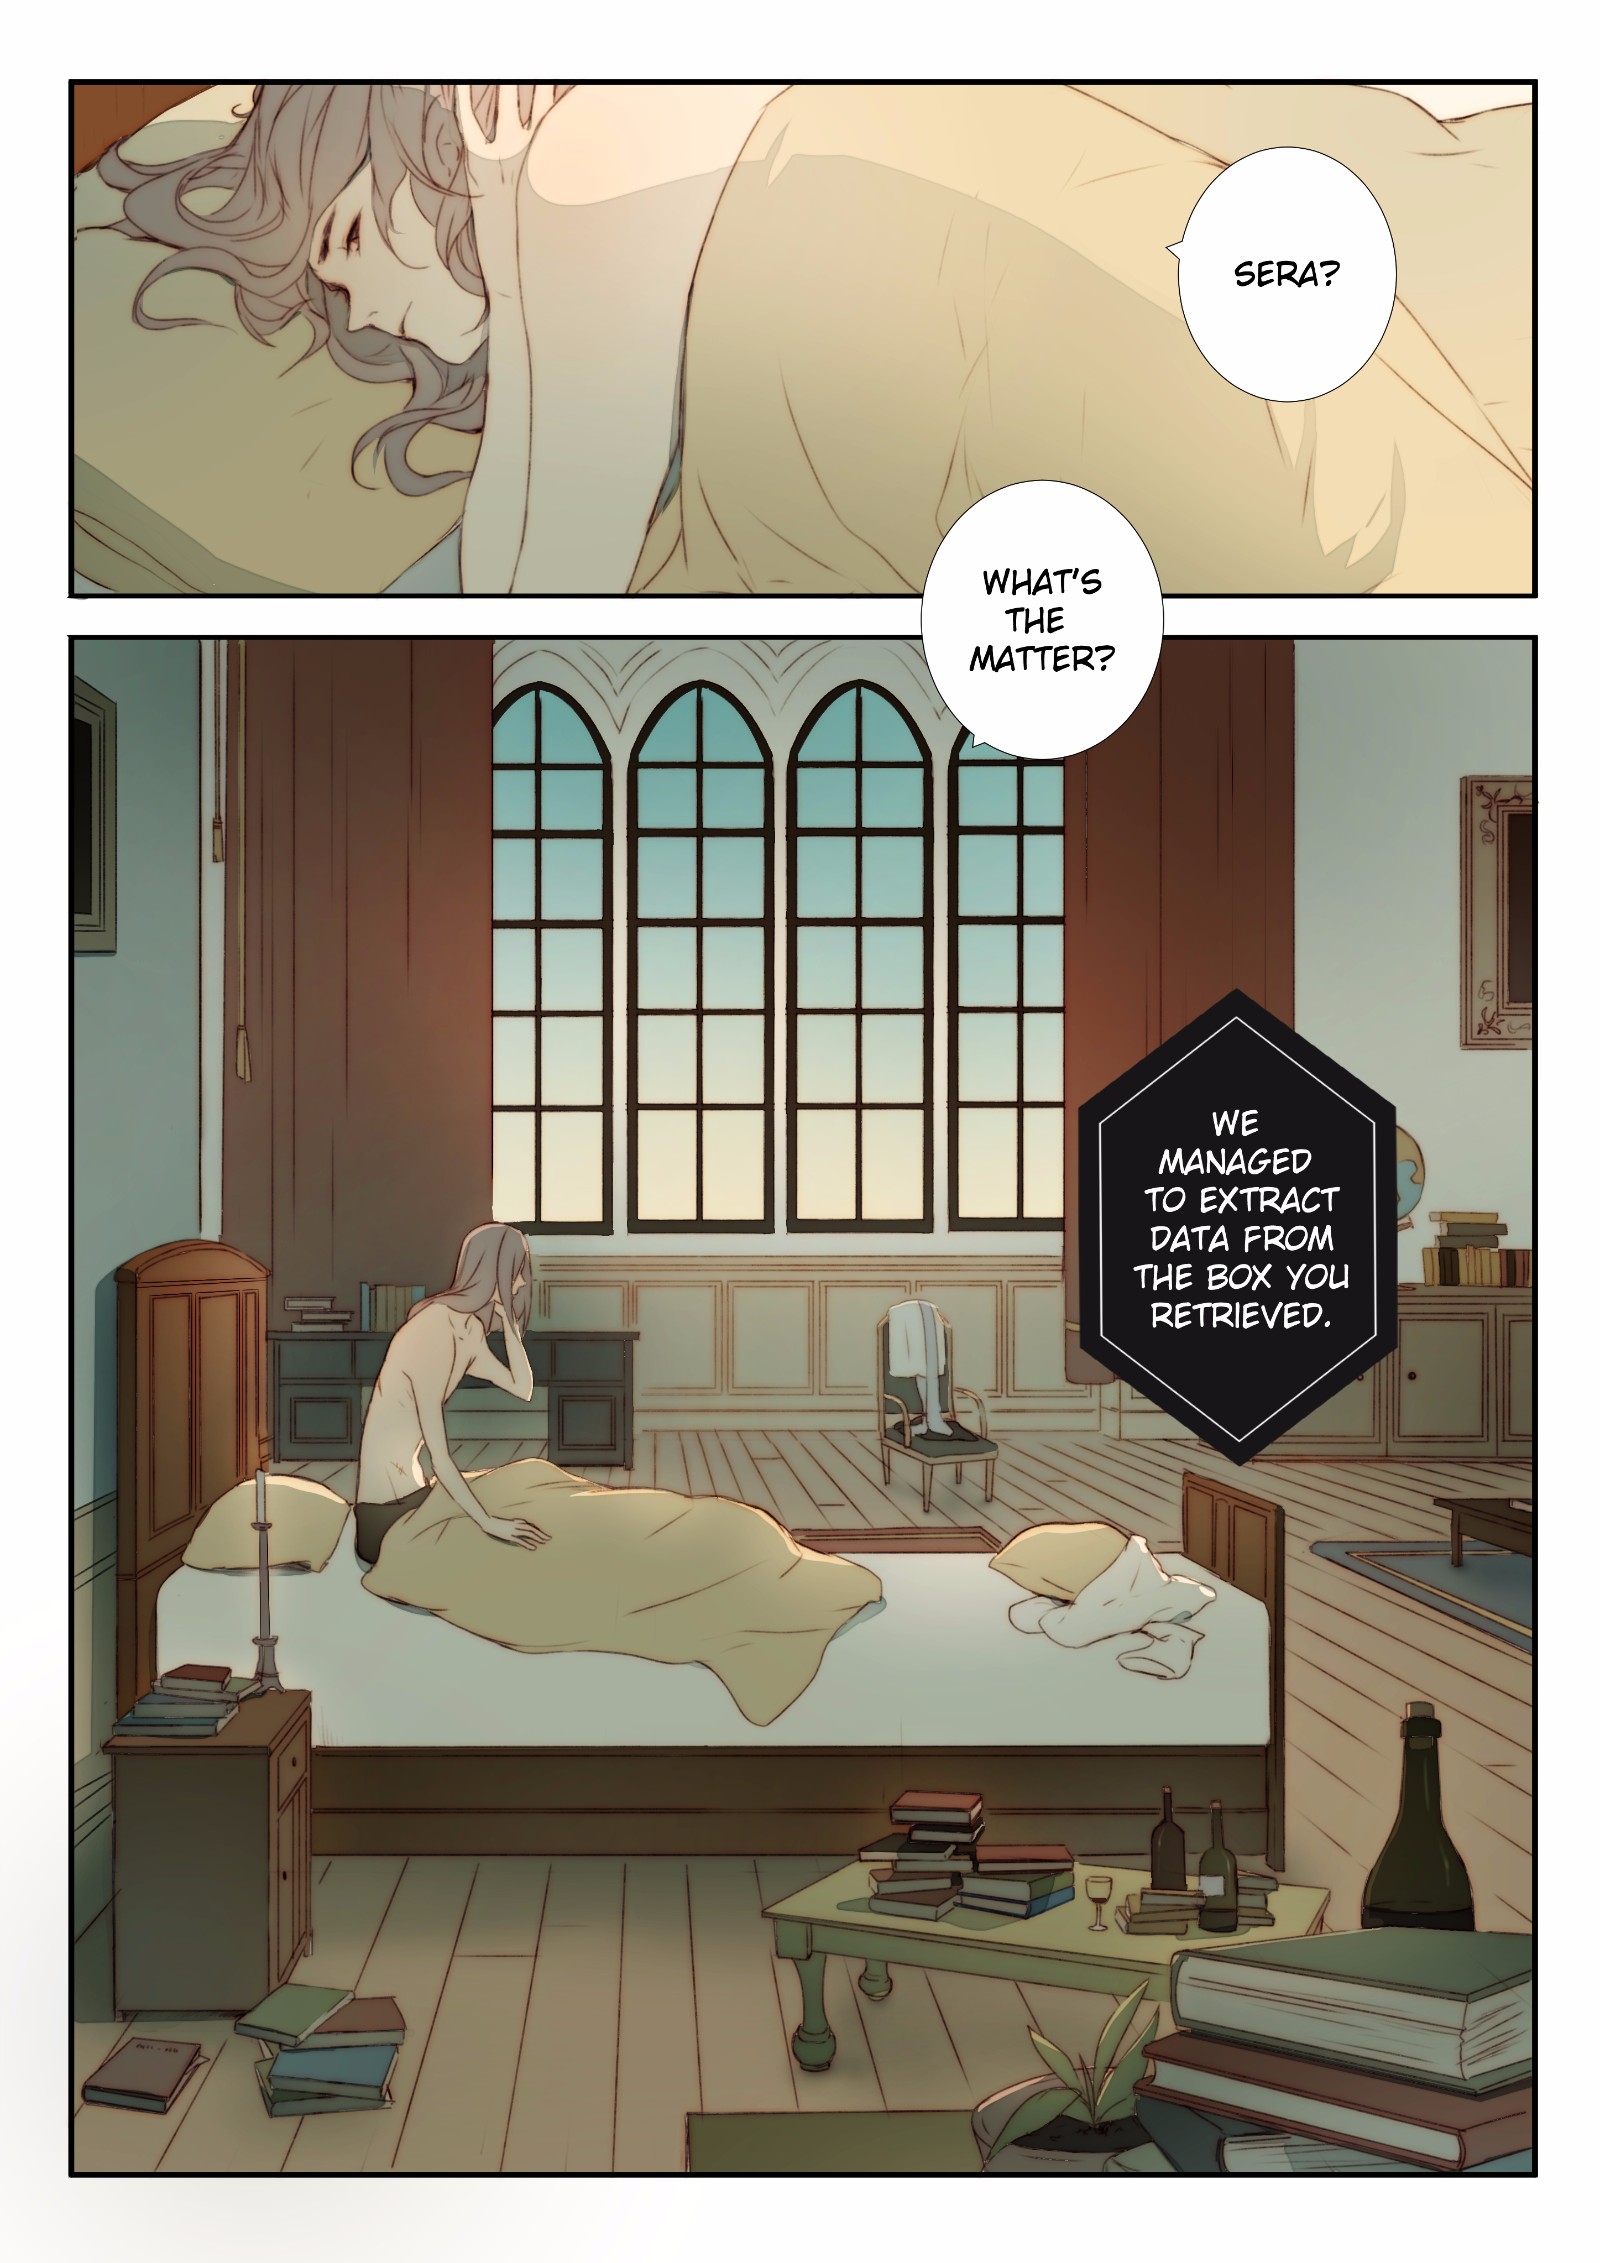 SERA?
WHAT'S
THE
MATTER?
WE
MANAGED
TO EXTRACT
DATA FROM
THE BOX YOU
RETRIEVED.